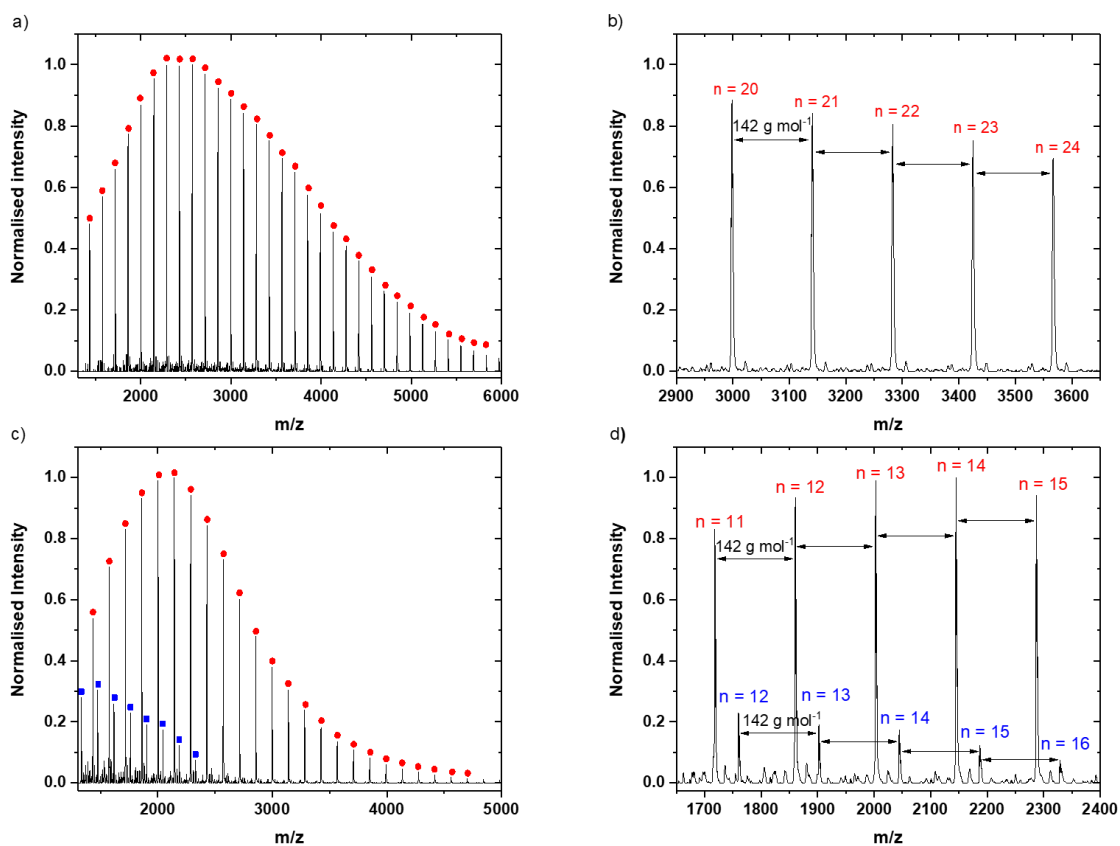 a)
Normalised intensity
1.0
0.8
0.6
0.4
0.2
0.0
2000
3000
4000
5000
6000
m/z
b)
Normalised Intensity
1.0
0.8
0.6
0.4
0.2
0.0
n = 20
n = 21
n = 22
n = 23
n = 24
142 g mol⁻¹
2900
3000
3100
3200
3300
3400
3500
3600
m/z
c)
Normalised Intensity
1.0
0.8
0.6
0.4
0.2
0.0
2000
3000
4000
5000
m/z
d)
Normalised Intensity
1.0
0.8
0.6
0.4
0.2
0.0
n = 11
n = 12
n = 13
n = 14
n = 15
142 g mol⁻¹
n = 12
n = 13
n = 14
n = 15
n = 16
142 g mol⁻¹
1700
1800
1900
2000
2100
2200
2300
2400
m/z